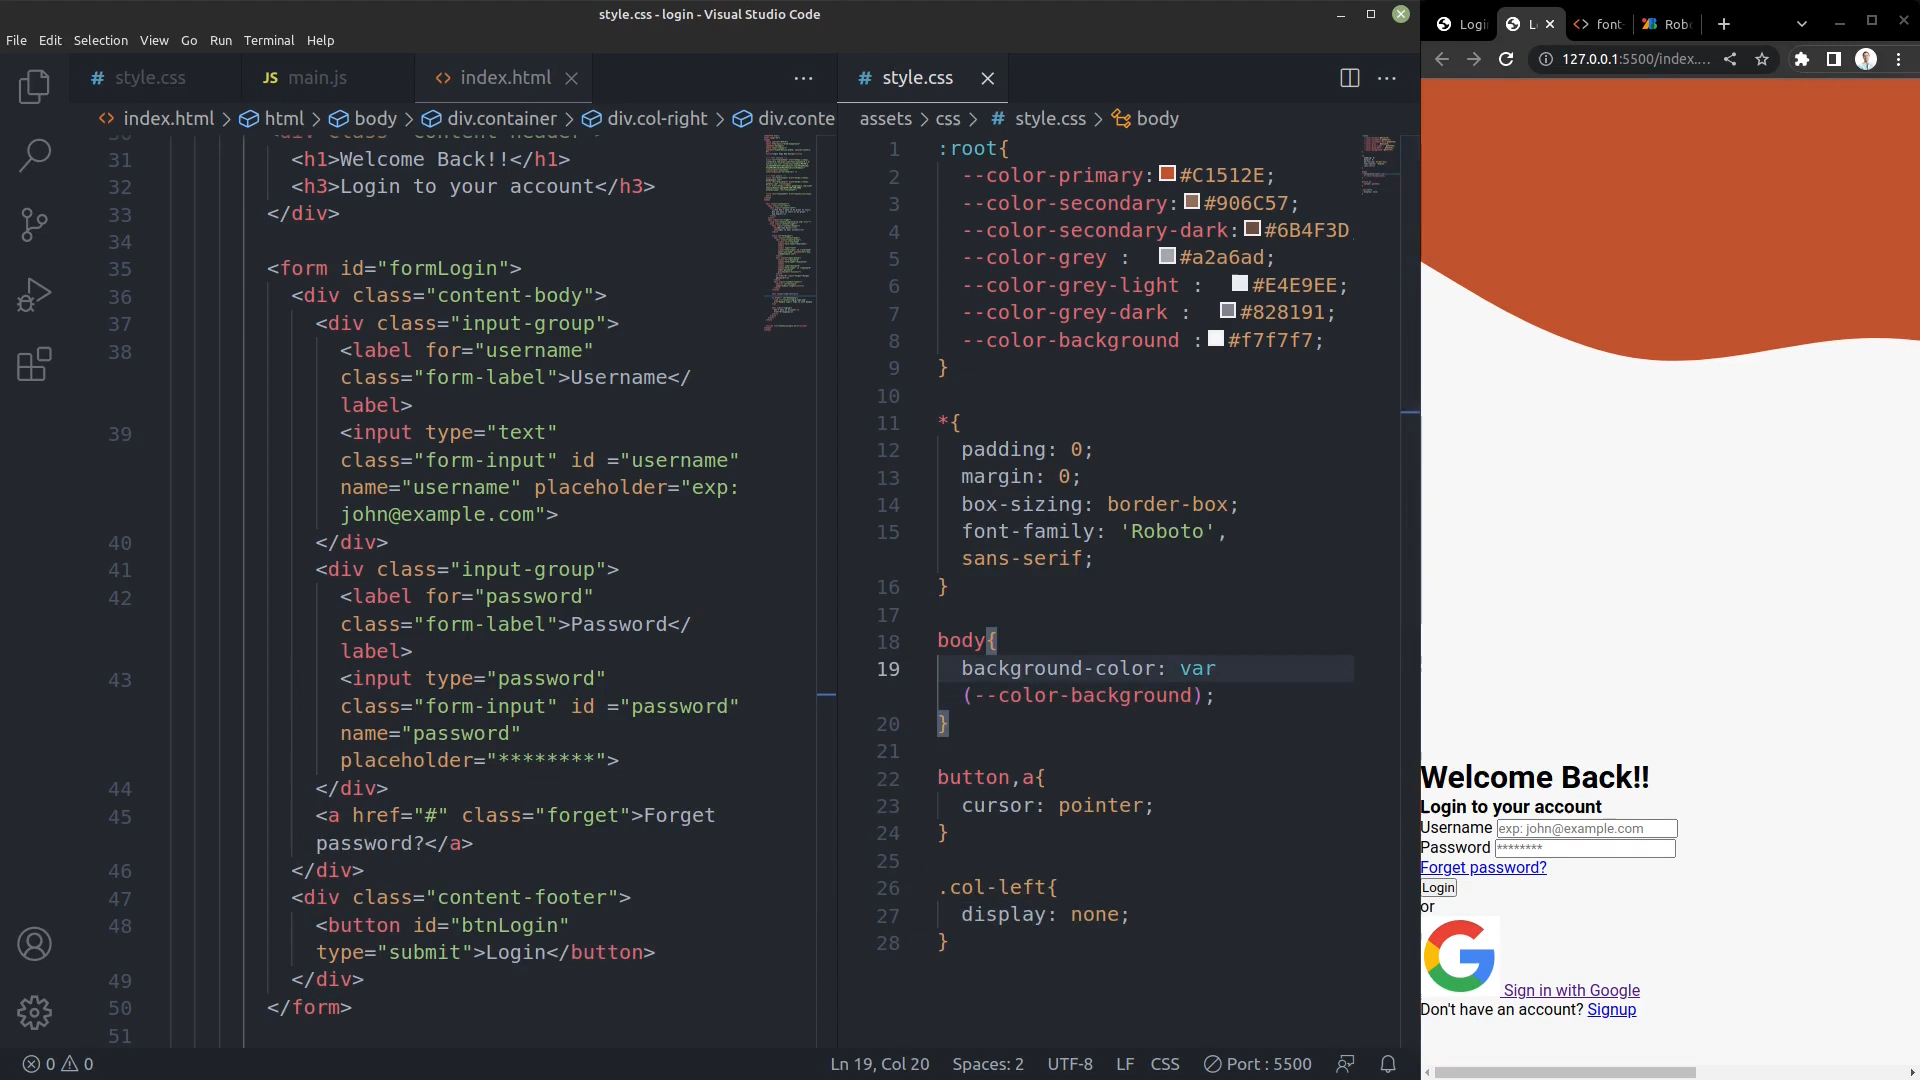 style.css - login - Visual Studio Code
File Edit Selection View Go Run Terminal Help
# style.css
JS main.js
<> index.html
# style.css
<> index.html > html > body > div.container > div.col-right > div.conte
assets > css > # style.css > body
31 <h1>Welcome Back!!</h1>
32 <h3>Login to your account</h3>
33 </div>
34
35 <form id="formLogin">
36 <div class="content-body">
37 <div class="input-group">
38 <label for="username"
class="form-label">Username</
label>
39 <input type="text"
class="form-input" id ="username"
name="username" placeholder="exp:
john@example.com">
40 </div>
41 <div class="input-group">
42 <label for="password"
class="form-label">Password</
label>
43 <input type="password"
class="form-input" id ="password"
name="password"
placeholder="********">
44 </div>
45 <a href="#" class="forget">Forget
password?</a>
46 </div>
47 <div class="content-footer">
48 <button id="btnLogin"
type="submit">Login</button>
49 </div>
50 </form>
51
1 :root{
2 --color-primary: #C1512E;
3 --color-secondary: #906C57;
4 --color-secondary-dark: #6B4F3D
5 --color-grey : #a2a6ad;
6 --color-grey-light : #E4E9EE;
7 --color-grey-dark : #828191;
8 --color-background : #f7f7f7;
9 }
10
11 *{
12 padding: 0;
13 margin: 0;
14 box-sizing: border-box;
15 font-family: 'Roboto',
sans-serif;
16 }
17
18 body{
19 background-color: var
(--color-background);
20 }
21
22 button,a{
23 cursor: pointer;
24 }
25
26 .col-left{
27 display: none;
28 }
0 0
Ln 19, Col 20 Spaces: 2 UTF-8 LF CSS Port : 5500
Logi
L
<> font
Rob
127.0.0.1:5500/index....
Welcome Back!!
Login to your account
Username exp: john@example.com
Password ********
Forget password?
Login
or
Sign in with Google
Don't have an account? Signup